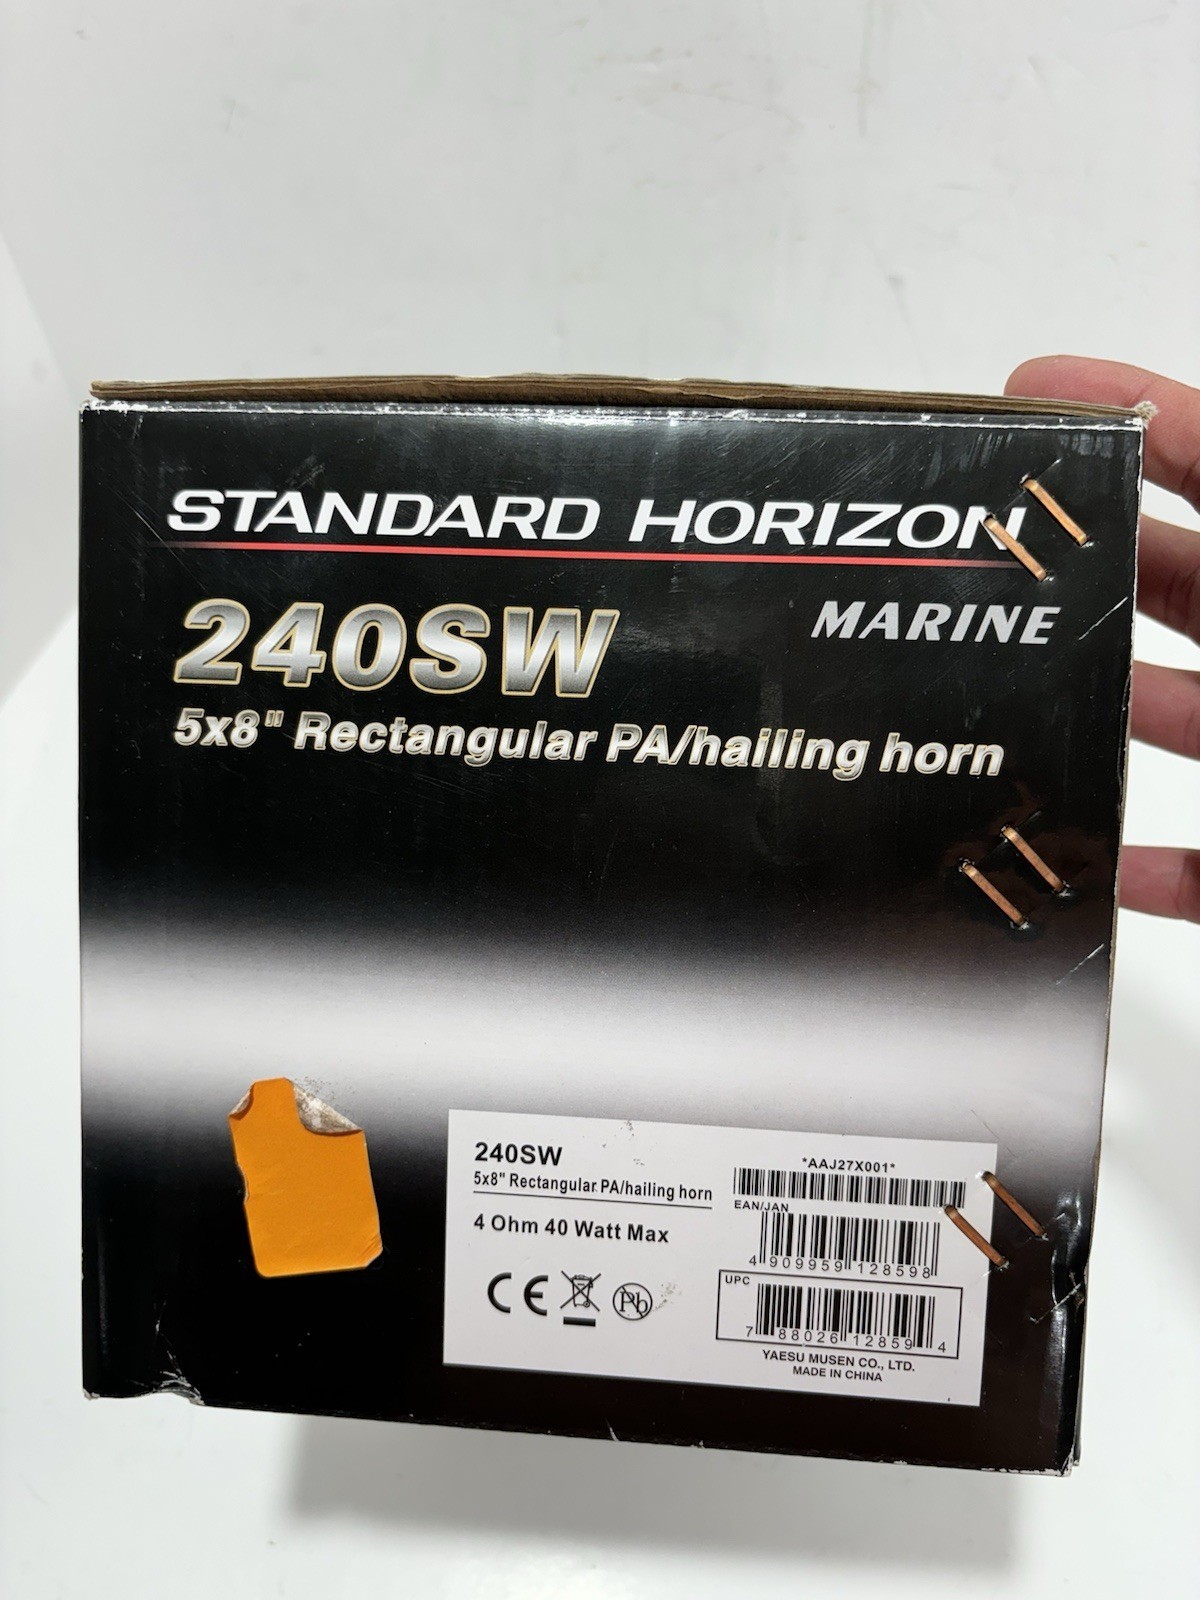 STANDARD HORIZON
MARINE
240SW
5x8" Rectangular PA/hailing horn
240SW
5x8" Rectangular PA/hailing horn
4 Ohm 40 Watt Max
CE
Pb
*AAJ27X001*
EAN/JAN
4 909959 128598
UPC
7 88026 12859 4
YAESU MUSEN CO., LTD.
MADE IN CHINA